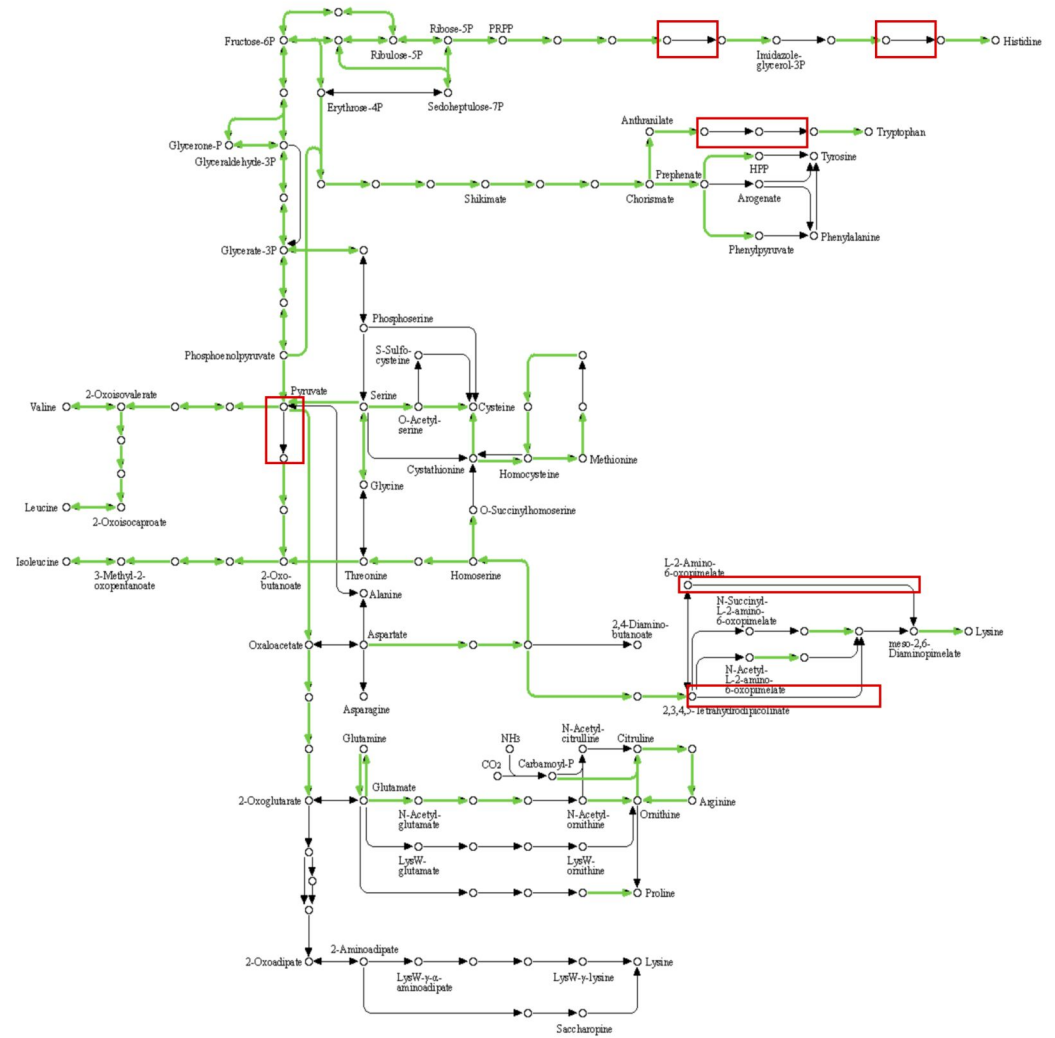 Ribose-5P
PRPP
Fructose-6P
Ribulose-5P
Histidine
Imidazole-
glycerol-3P
Erythrose-4P
Sedoheptulose-7P
Anthranilate
Tryptophan
Glycerone-P
Glyceraldehyde-3P
Prephenate
Tyrosine
HPP
Shikimate
Chorismate
Arogenate
Phenylalanine
Phenylpyruvate
Glycerate-3P
Phosphoserine
Phosphoenolpyruvate
S-Sulfo-
cysteine
Pyruvate
2-Oxoisovalerate
Valine
Serine
Cysteine
O-Acetyl-
serine
Cystathionine
Homocysteine
Methionine
Glycine
Leucine
2-Oxoisocaproate
O-Succinylhomoserine
Isoleucine
3-Methyl-2-
oxopentanoate
2-Oxo-
butanoate
Threonine
Homoserine
L-2-Amino-
6-oxopimelate
Alanine
N-Succinyl-
L-2-amino-
6-oxopimelate
2,4-Diamino-
butanoate
Aspartate
Oxaloacetate
Lysine
meso-2,6-
Diaminopimelate
N-Acetyl-
L-2-amino-
6-oxopimelate
2,3,4,5-Tetrahydrodipicolinate
Asparagine
Glutamine
NH3
N-Acetyl-
citrulline
Citruline
CO2
Carbamoyl-P
Glutamate
2-Oxoglutarate
N-Acetyl-
glutamate
N-Acetyl-
ornithine
Ornithine
Arginine
LysW-
glutamate
LysW-
ornithine
Proline
2-Aminoadipate
2-Oxoadipate
LysW-γ-α-
aminoadipate
LysW-γ-lysine
Lysine
Saccharopine